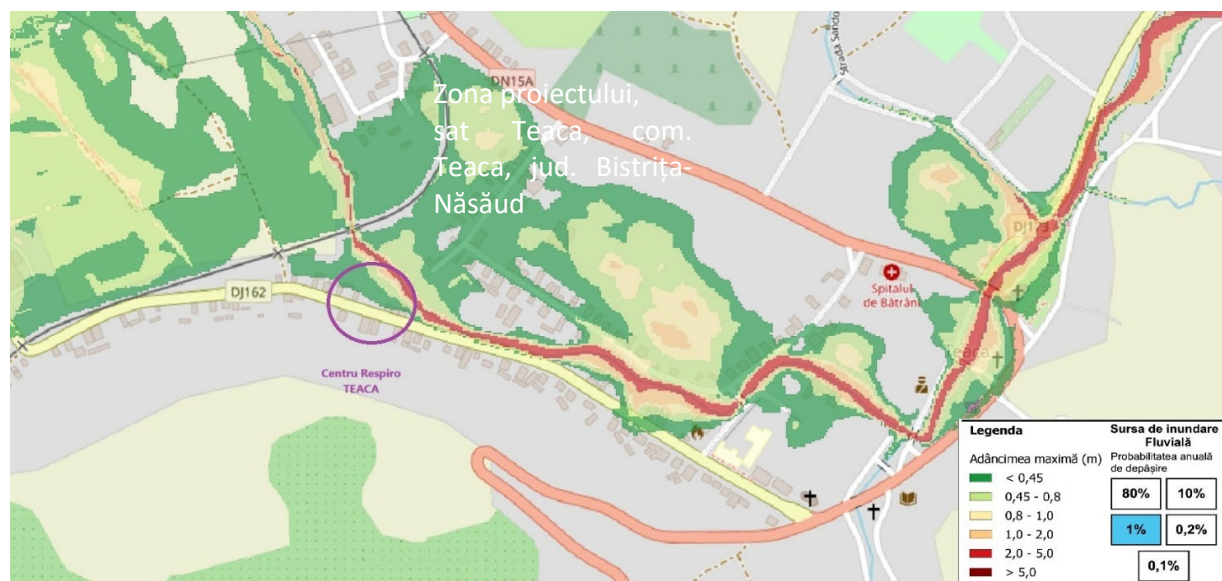 DN15A
Strada Sando
Zona proiectului,
sat Teaca, com.
Teaca, jud. Bistrița-
Năsăud
DJ173
DJ162
Spitalul
de Bătrâni
Teaca
Centru Respiro
TEACA
Legenda
Adâncimea maximă (m)
< 0,45
0,45 - 0,8
0,8 - 1,0
1,0 - 2,0
2,0 - 5,0
> 5,0
Sursa de inundare
Fluvială
Probabilitatea anuală
de depășire
80% 10%
1% 0,2%
0,1%